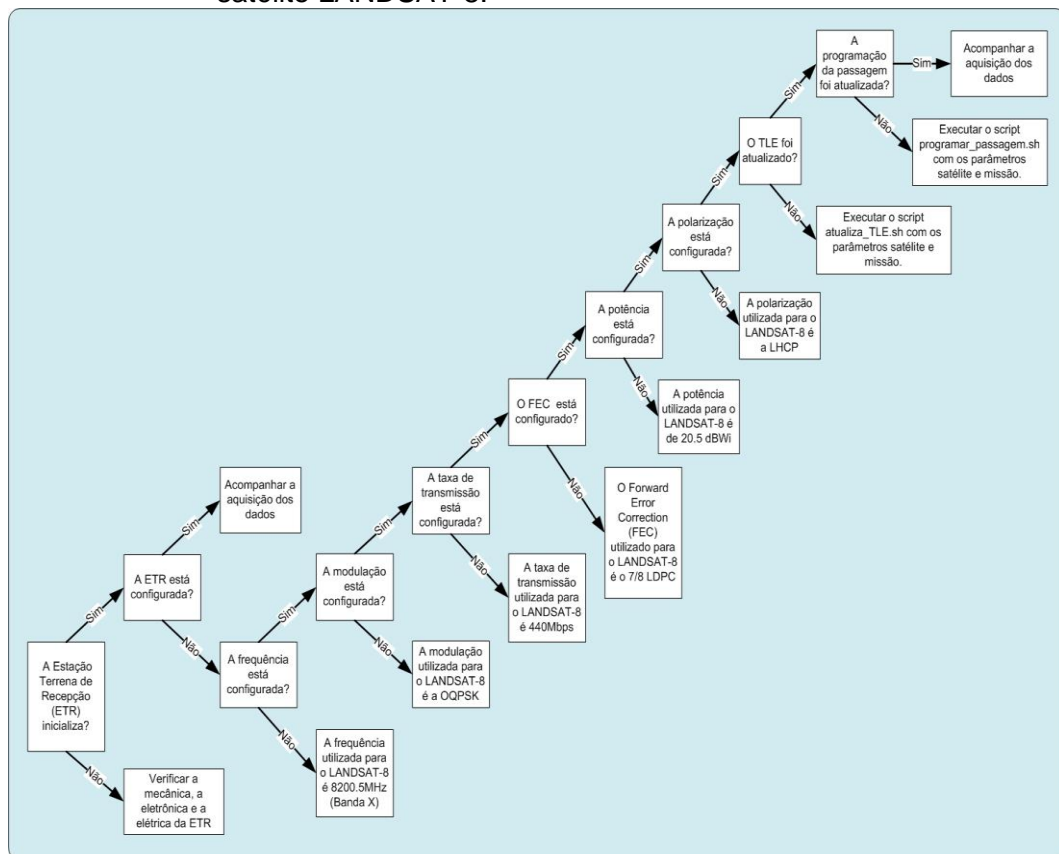 satélite LANDSAT-8.
A
programação
da passagem
foi atualizada?
Sim
Acompanhar a
aquisição dos
dados
Não
Executar o script
programar_passagem.sh
com os parâmetros
satélite e missão.
Sim
O TLE foi
atualizado?
Não
Executar o script
atualiza_TLE.sh com os
parâmetros satélite e
missão.
Sim
A polarização
está
configurada?
Não
A polarização
utilizada para o
LANDSAT-8 é
a LHCP
Sim
A potência
está
configurada?
Não
A potência
utilizada para o
LANDSAT-8 é
de 20.5 dBWi
Sim
O FEC está
configurado?
Não
O Forward
Error
Correction
(FEC)
utilizado para
o LANDSAT-8
é o 7/8 LDPC
Sim
A taxa de
transmissão
está
configurada?
Não
A taxa de
transmissão
utilizada para
o LANDSAT-8
é 440Mbps
Sim
A modulação
está
configurada?
Não
A modulação
utilizada para
o LANDSAT-8
é a OQPSK
Sim
A frequência
está
configurada?
Não
A frequência
utilizada para
o LANDSAT-8
é 8200.5MHz
(Banda X)
Acompanhar a
aquisição dos
dados
Sim
A ETR está
configurada?
Não
Sim
A Estação
Terrena de
Recepção
(ETR)
inicializa?
Não
Verificar a
mecânica, a
eletrônica e a
elétrica da ETR